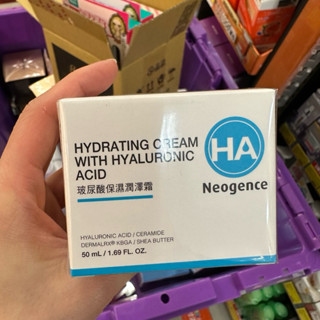 HYDRATING CREAM
WITH HYALURONIC
ACID
玻尿酸保濕潤澤霜
HA
Neogence
HYALURONIC ACID / CERAMIDE
DERMALRX® KBGA / SHEA BUTTER
50 mL / 1.69 FL. OZ.